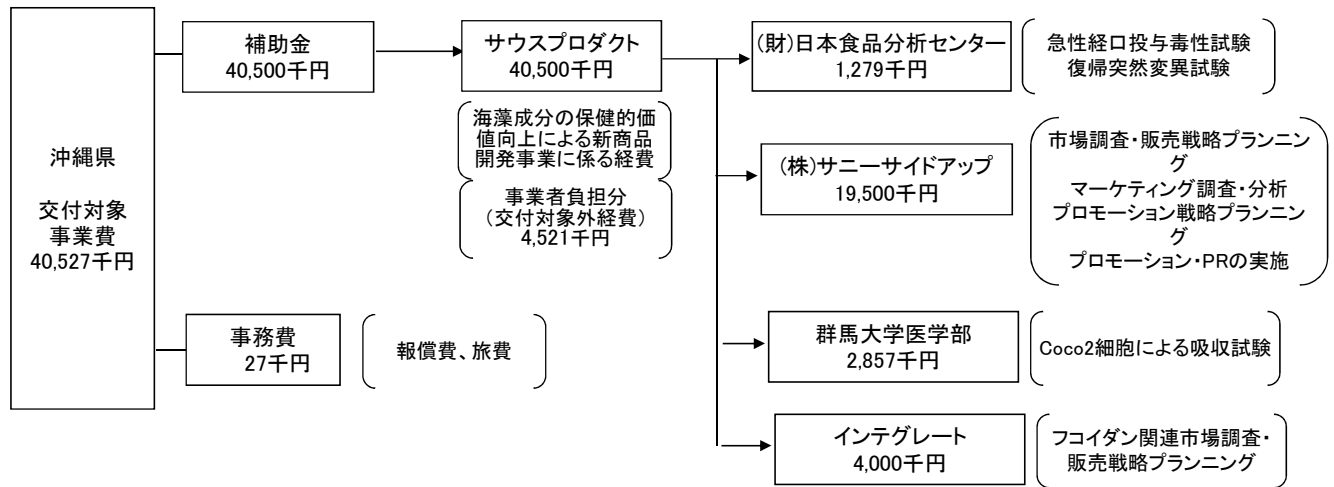 沖縄県
交付対象
事業費
40,527千円
補助金
40,500千円
サウスプロダクト
40,500千円
海藻成分の保健的価
値向上による新商品
開発事業に係る経費
事業者負担分
(交付対象外経費)
4,521千円
(財)日本食品分析センター
1,279千円
急性経口投与毒性試験
復帰突然変異試験
(株)サニーサイドアップ
19,500千円
市場調査・販売戦略プランニン
グ
マーケティング調査・分析
プロモーション戦略プランニン
グ
プロモーション・PRの実施
事務費
27千円
報償費、旅費
群馬大学医学部
2,857千円
Coco2細胞による吸収試験
インテグレート
4,000千円
フコイダン関連市場調査・
販売戦略プランニング